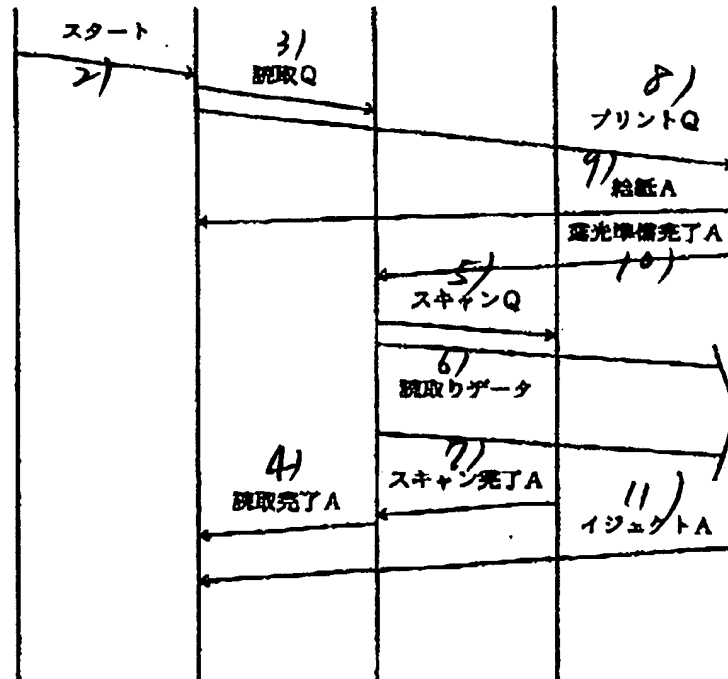 スタート
2)
3)
読取Q
8)
プリントQ
9)
給紙A
露光準備完了A
10)
5)
スキャンQ
6)
読取りデータ
4)
読取完了A
7)
スキャン完了A
11)
イジェクトA